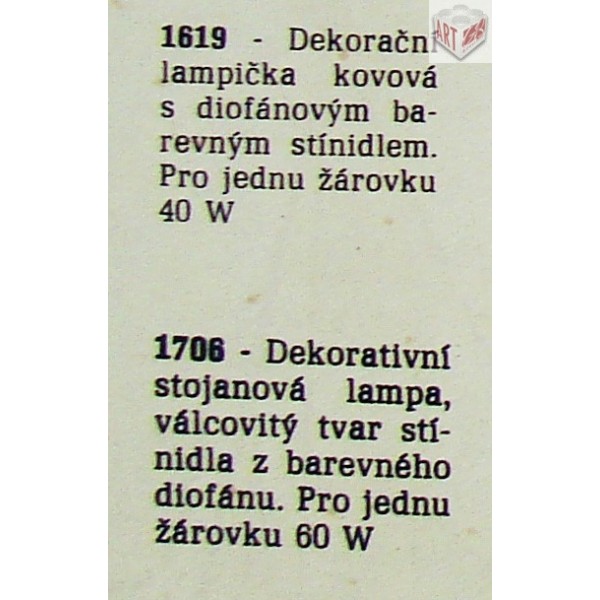 1619 - Dekorační
lampička kovová
s diofánovým ba-
revným stínidlem.
Pro jednu žárovku
40 W
1706 - Dekorativní
stojanová lampa,
válcovitý tvar stí-
nidla z barevného
diofánu. Pro jednu
žárovku 60 W